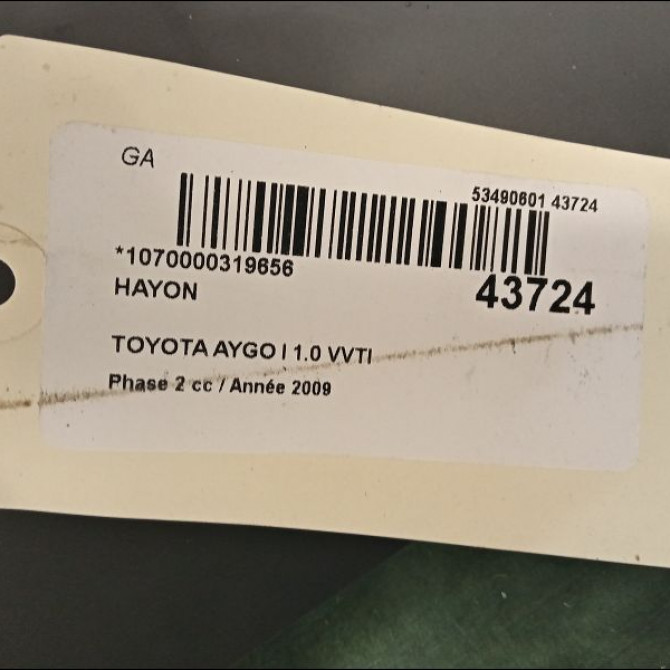 GA
53490601 43724
*1070000319656
HAYON
43724
TOYOTA AYGO I 1.0 VVTI
Phase 2 cc / Année 2009